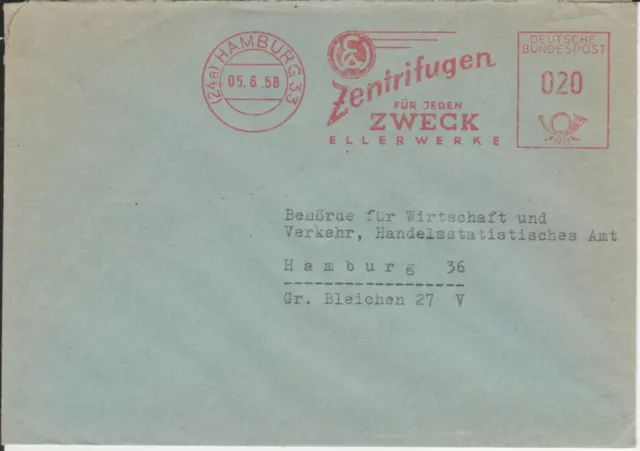 (24a) HAMBURG 33
05.6.58
Zentrifugen
FÜR JEDEN
ZWECK
ELLERWERKE
DEUTSCHE
BUNDESPOST
020
Behörde für Wirtschaft und
Verkehr, Handelsstatistisches Amt
Hamburg 36
Gr. Bleichen 27 V